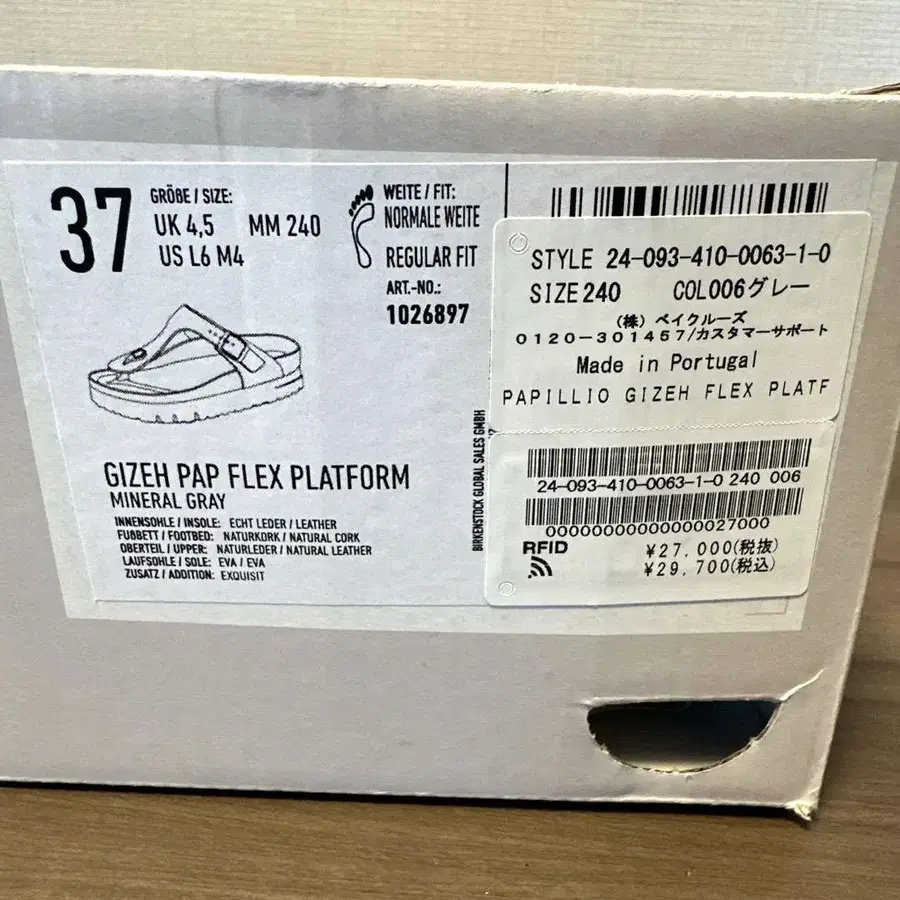 37
GRÖBE / SIZE:
UK 4,5 MM 240
US L6 M4
WEITE / FIT:
NORMALE WEITE
REGULAR FIT
ART.-NO.:
1026897
GIZEH PAP FLEX PLATFORM
MINERAL GRAY
INNENSOHLE / INSOLE: ECHT LEDER / LEATHER
FUßBETT / FOOTBED: NATURKORK / NATURAL CORK
OBERTEIL / UPPER: NATURLEDER / NATURAL LEATHER
LAUFSOHLE / SOLE: EVA / EVA
ZUSATZ / ADDITION: EXQUISIT
BIRKENSTOCK GLOBAL SALES GMBH
STYLE 24-093-410-0063-1-0
SIZE 240 COL006グレー
(株) ベイクルーズ
0120-301457/カスタマーサポート
Made in Portugal
PAPILLIO GIZEH FLEX PLATF
24-093-410-0063-1-0 240 006
00000000000000027000
RFID
¥27,000(税抜)
¥29,700(税込)